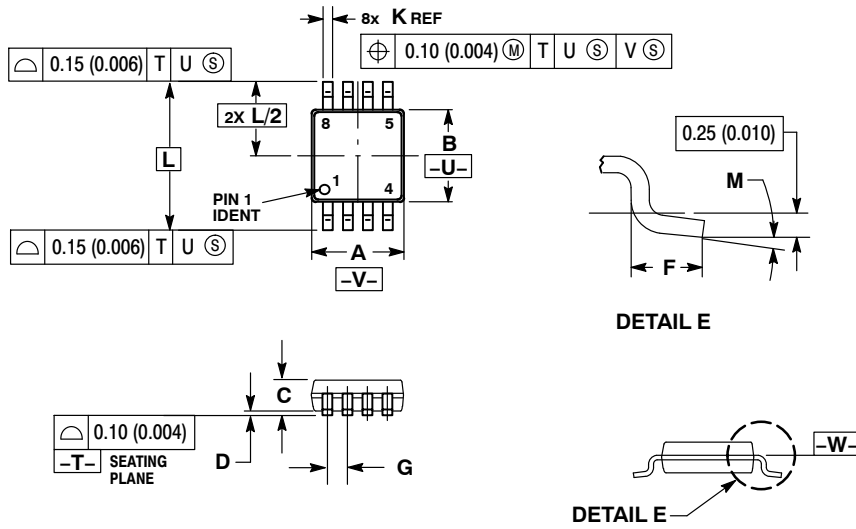 8x K REF
⌓ 0.15 (0.006) T U Ⓢ
⌖ 0.10 (0.004) Ⓜ T U Ⓢ V Ⓢ
2X L/2
L
8 5
1 4
PIN 1
IDENT
B
–U–
⌓ 0.15 (0.006) T U Ⓢ
A
–V–
0.25 (0.010)
M
F
DETAIL E
C
⌓ 0.10 (0.004)
–T– SEATING
PLANE
D
G
–W–
DETAIL E